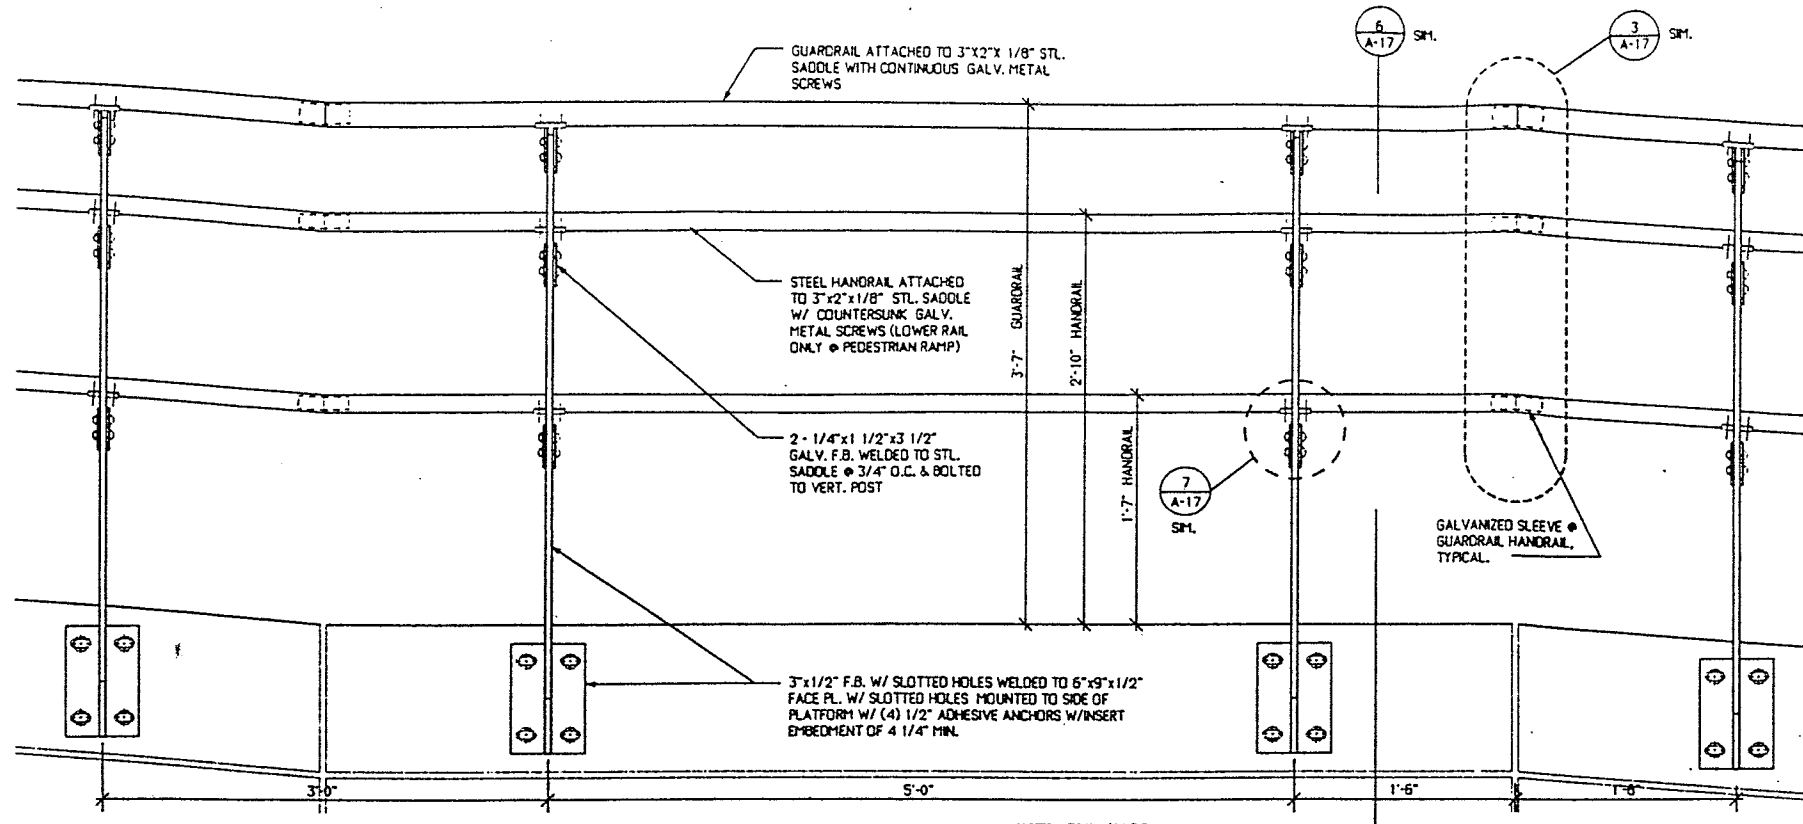 6
A-17
SIM.
3
A-17
SIM.
GUARDRAIL ATTACHED TO 3"X2"X 1/8" STL.
SADDLE WITH CONTINUOUS GALV. METAL
SCREWS
STEEL HANDRAIL ATTACHED
TO 3"x2"x1/8" STL. SADDLE
W/ COUNTERSUNK GALV.
METAL SCREWS (LOWER RAIL
ONLY @ PEDESTRIAN RAMP)
3'-7" GUARDRAIL
2'-10" HANDRAIL
1'-7" HANDRAIL
2 - 1/4"x1 1/2"x3 1/2"
GALV. F.B. WELDED TO STL.
SADDLE @ 3/4" O.C. & BOLTED
TO VERT. POST
7
A-17
SIM.
GALVANIZED SLEEVE @
GUARDRAIL HANDRAIL,
TYPICAL.
3"x1/2" F.B. W/ SLOTTED HOLES WELDED TO 6"x9"x1/2"
FACE PL. W/ SLOTTED HOLES MOUNTED TO SIDE OF
PLATFORM W/ (4) 1/2" ADHESIVE ANCHORS W/INSERT
EMBEDMENT OF 4 1/4" MIN.
3'-0"
5'-0"
1'-6"
1'-6"